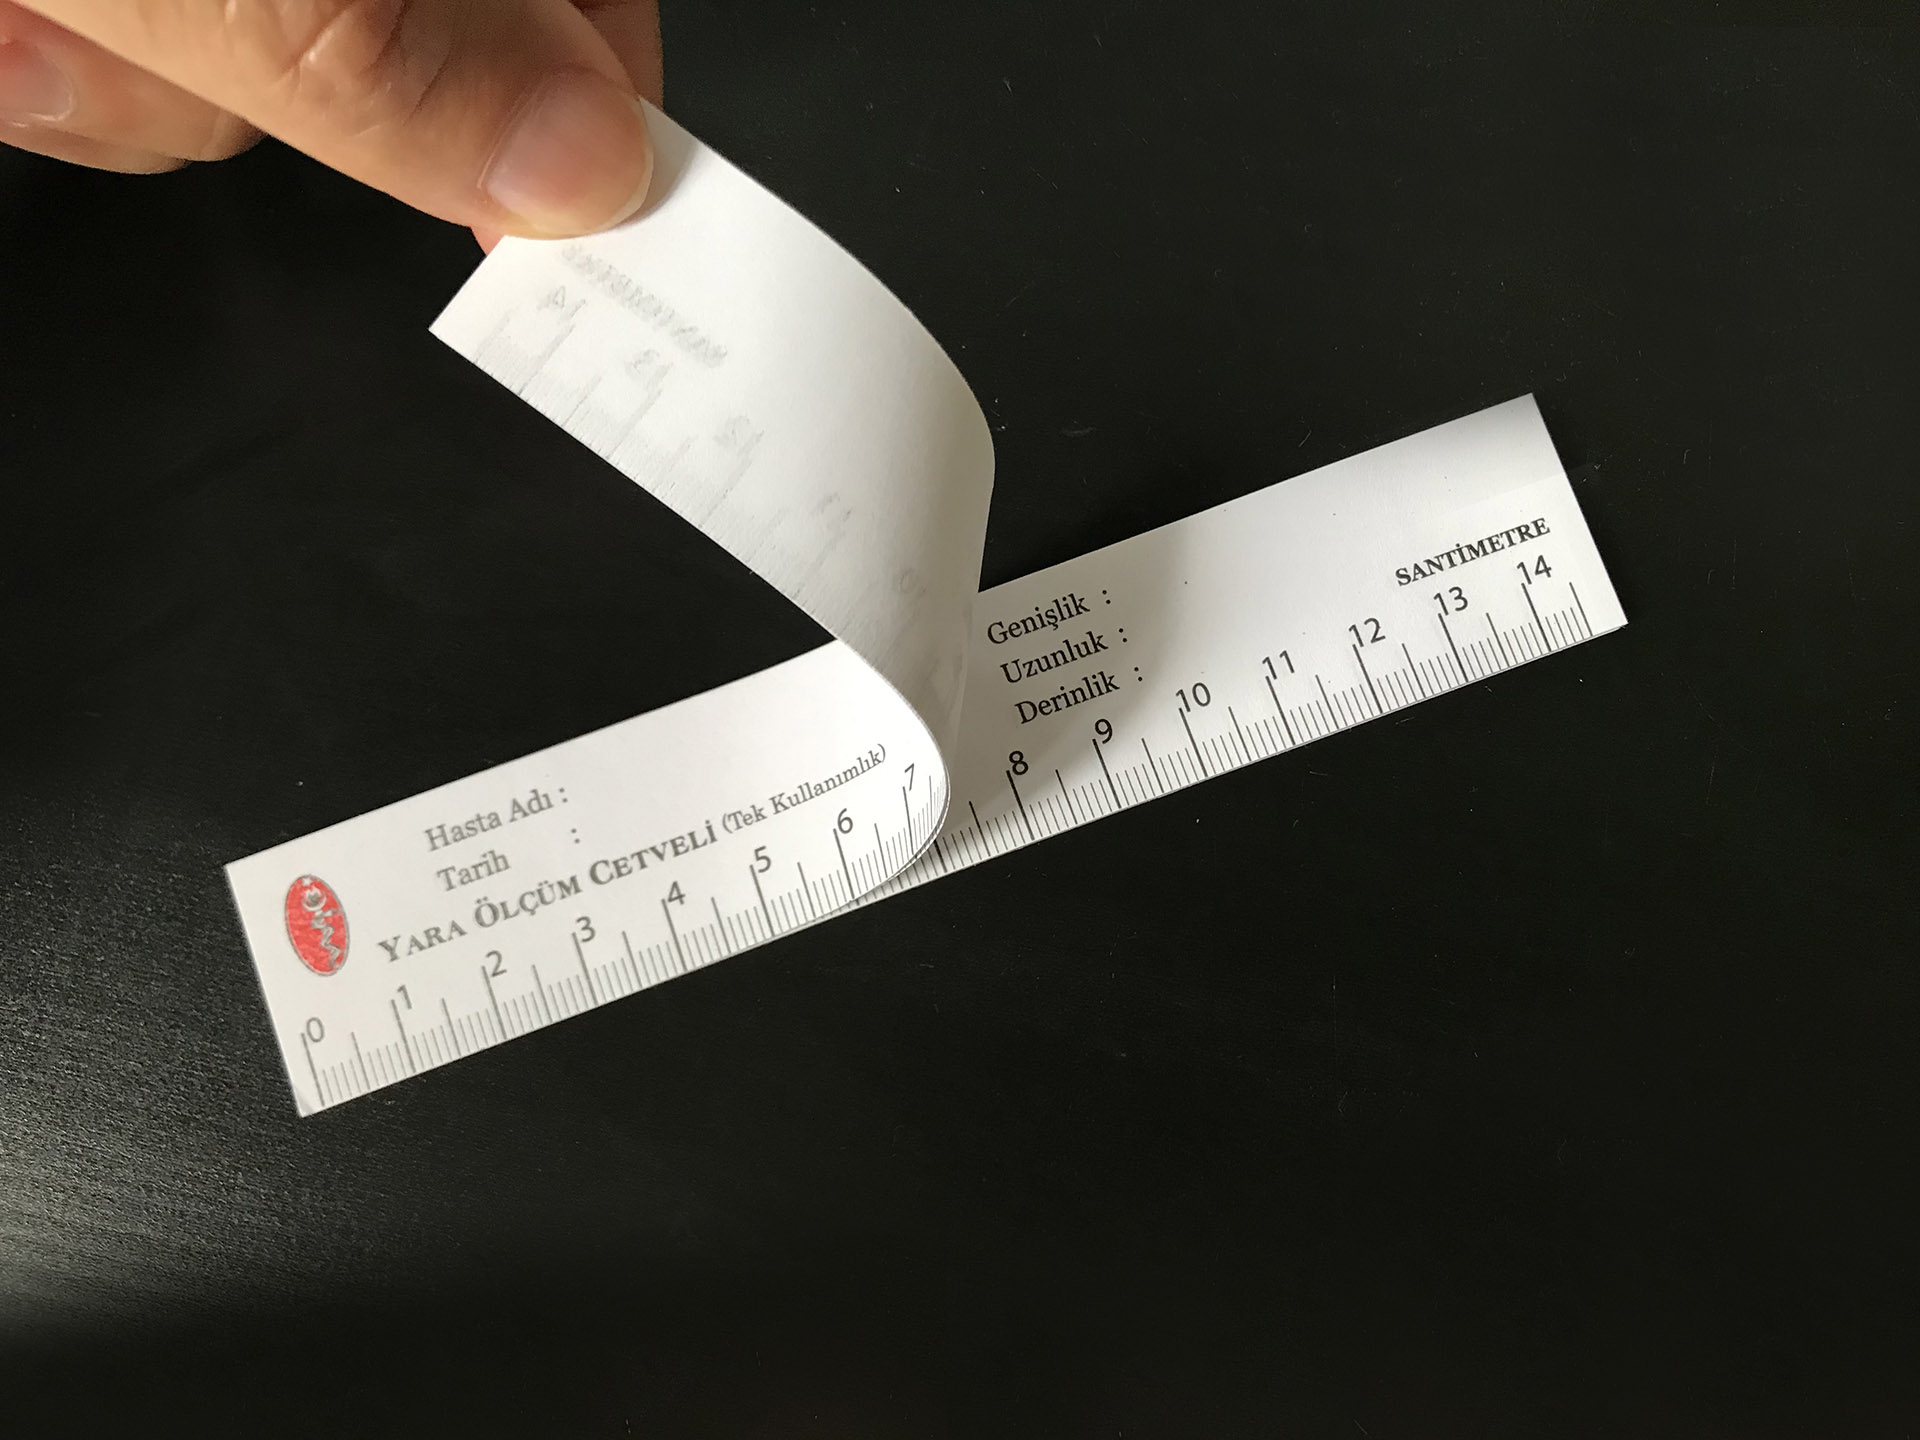 Hasta Adı :
Tarih :
YARA ÖLÇÜM CETVELİ (Tek Kullanımlık)
0 1 2 3 4 5 6 7
Genişlik :
Uzunluk :
Derinlik :
SANTİMETRE
8 9 10 11 12 13 14